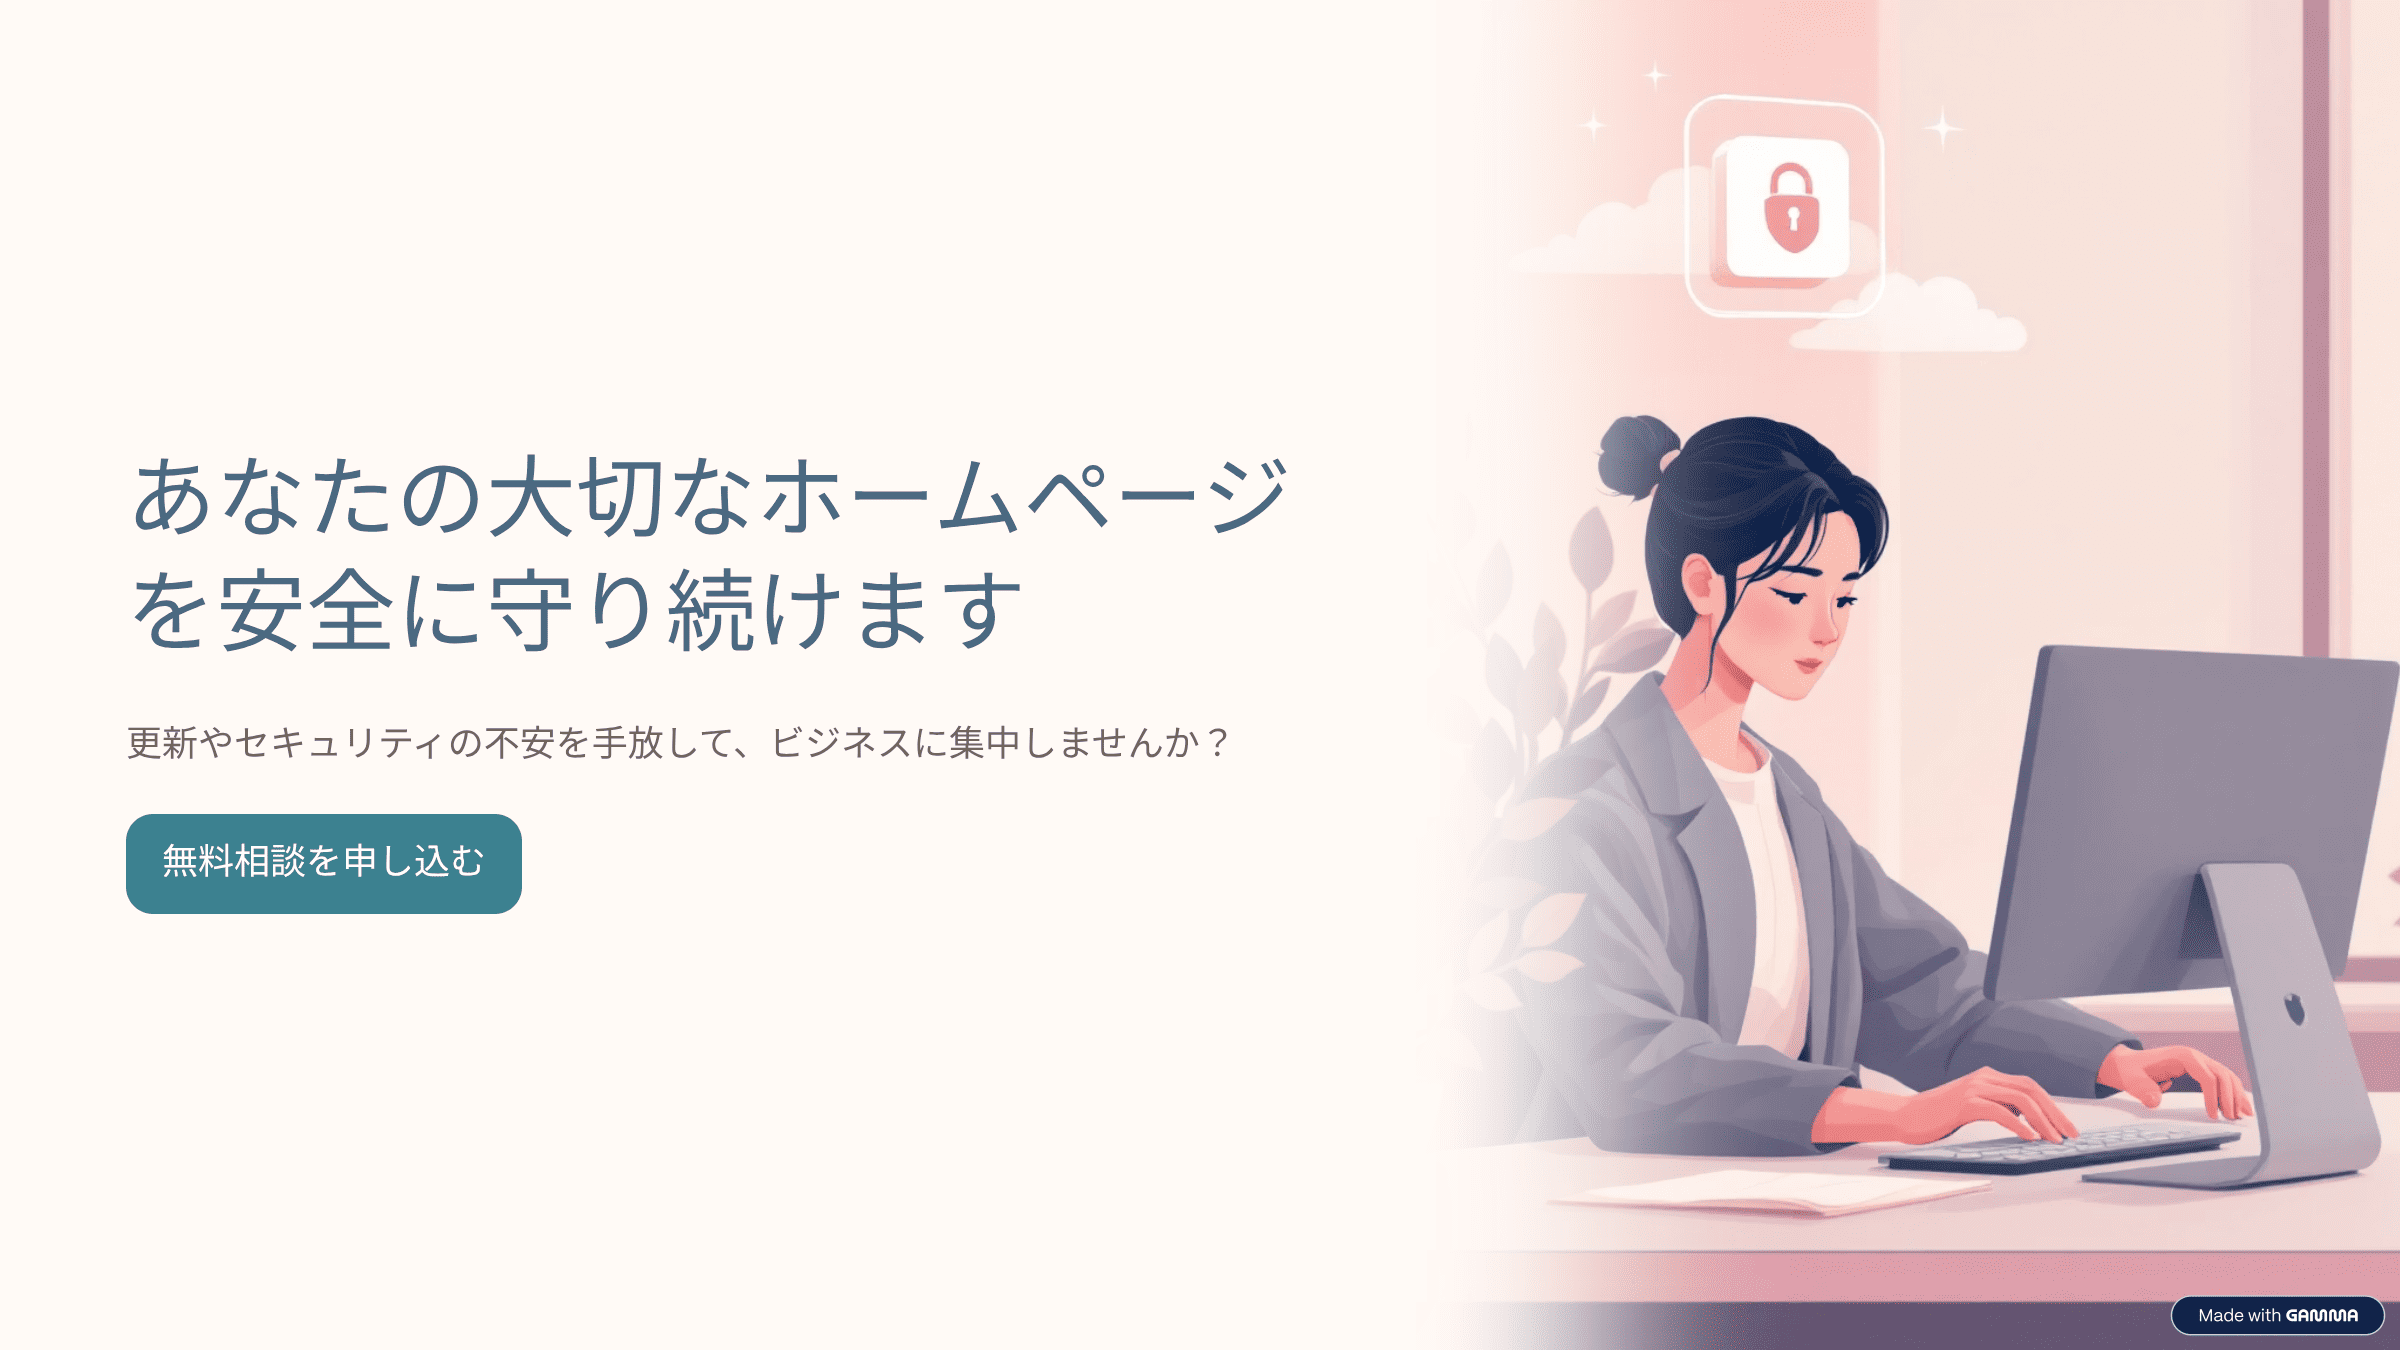 あなたの大切なホームページ
を安全に守り続けます
更新やセキュリティの不安を手放して、ビジネスに集中しませんか？
無料相談を申し込む
Made with GAMMA